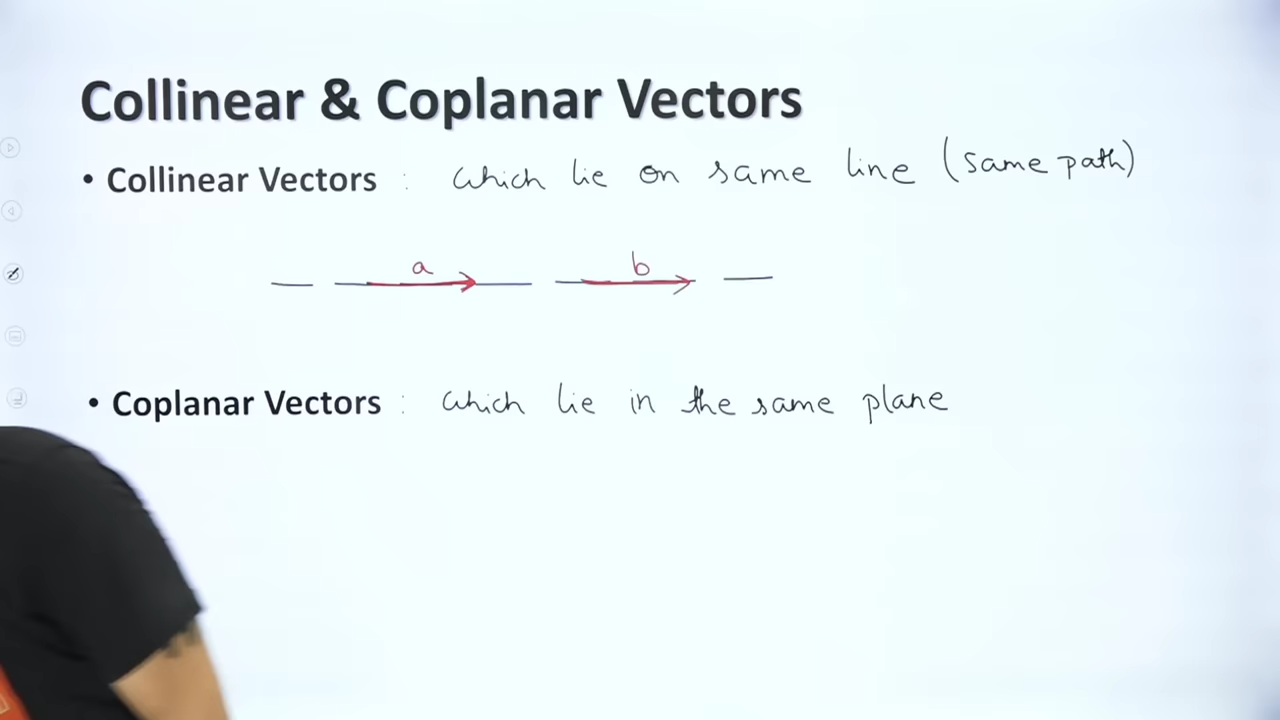 Collinear & Coplanar Vectors
• Collinear Vectors : which lie on same line (same path)
a b
• Coplanar Vectors : which lie in the same plane